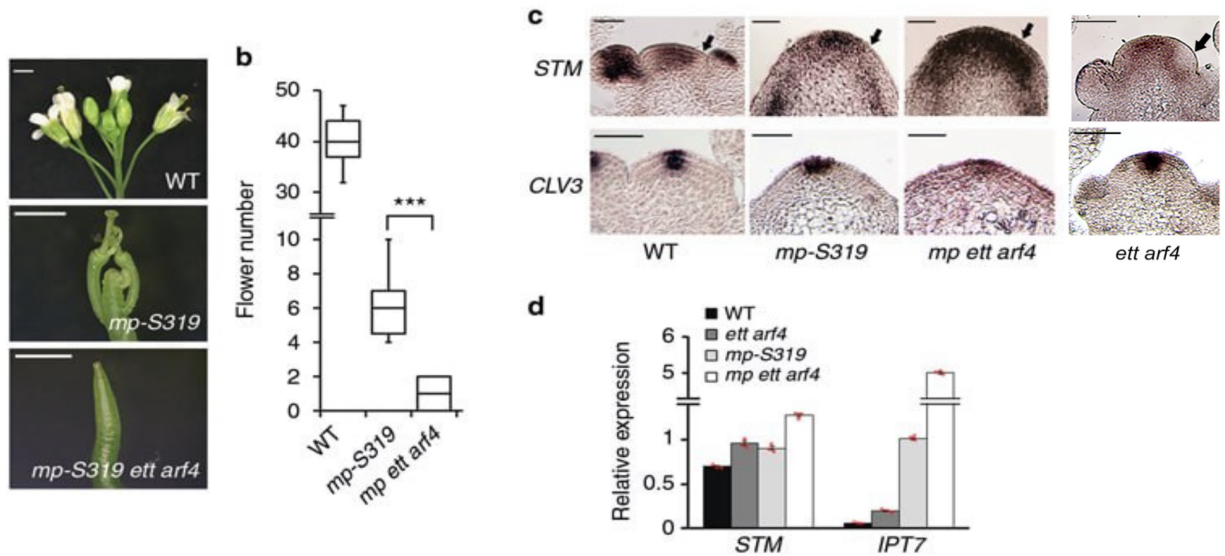 WT
mp-S319
mp-S319 ett arf4
b
50
40
30
10
8
6
4
2
0
Flower number
***
WT
mp-S319
mp ett arf4
c
STM
CLV3
WT
mp-S319
mp ett arf4
ett arf4
d
WT
ett arf4
mp-S319
mp ett arf4
6
5
1
0.5
0
Relative expression
STM
IPT7